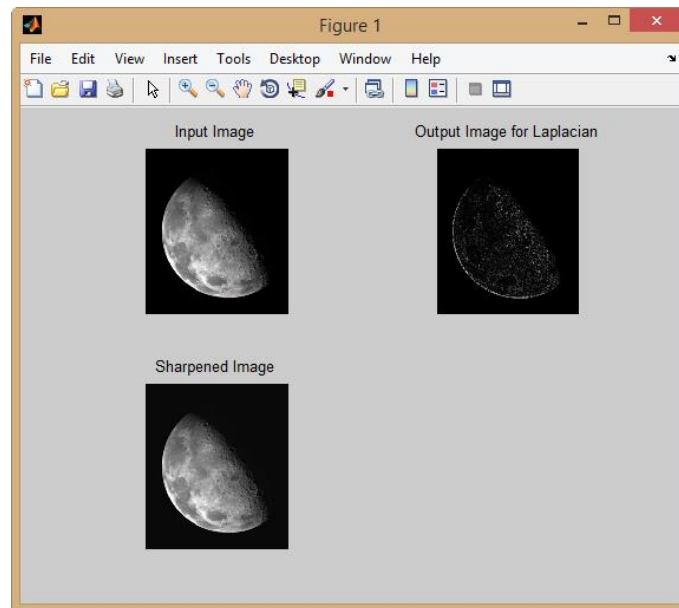 Figure 1
File Edit View Insert Tools Desktop Window Help
Input Image
Output Image for Laplacian
Sharpened Image